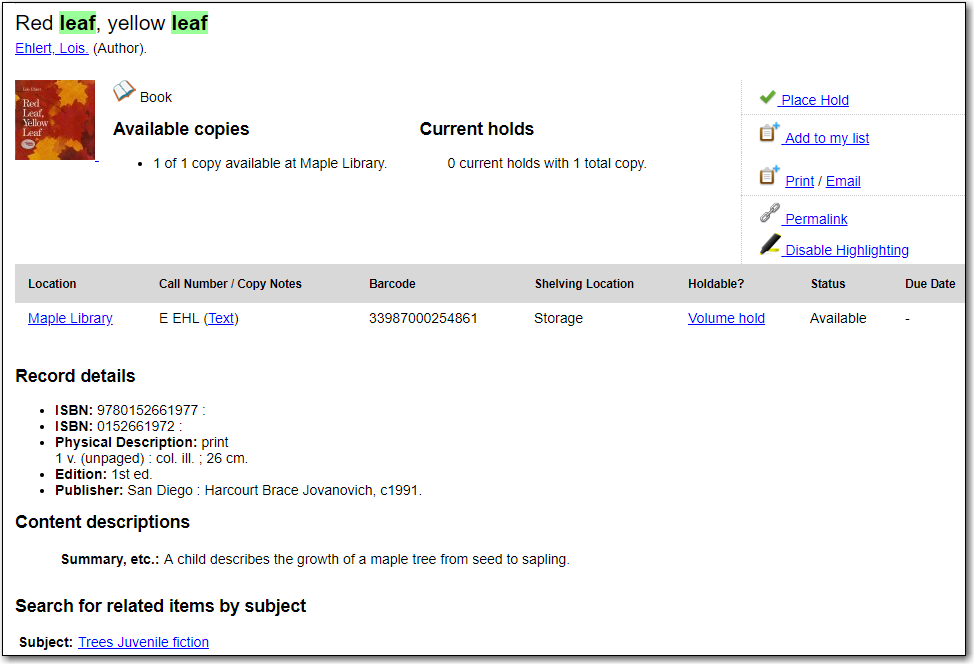 Red leaf, yellow leaf
Ehlert, Lois. (Author).
Red
Leaf,
Yellow
Leaf
Book
Available copies
1 of 1 copy available at Maple Library.
Current holds
0 current holds with 1 total copy.
Place Hold
Add to my list
Print / Email
Permalink
Disable Highlighting
Location Call Number / Copy Notes Barcode Shelving Location Holdable? Status Due Date
Maple Library E EHL (Text) 33987000254861 Storage Volume hold Available -
Record details
ISBN: 9780152661977 :
ISBN: 0152661972 :
Physical Description: print
1 v. (unpaged) : col. ill. ; 26 cm.
Edition: 1st ed.
Publisher: San Diego : Harcourt Brace Jovanovich, c1991.
Content descriptions
Summary, etc.: A child describes the growth of a maple tree from seed to sapling.
Search for related items by subject
Subject: Trees Juvenile fiction